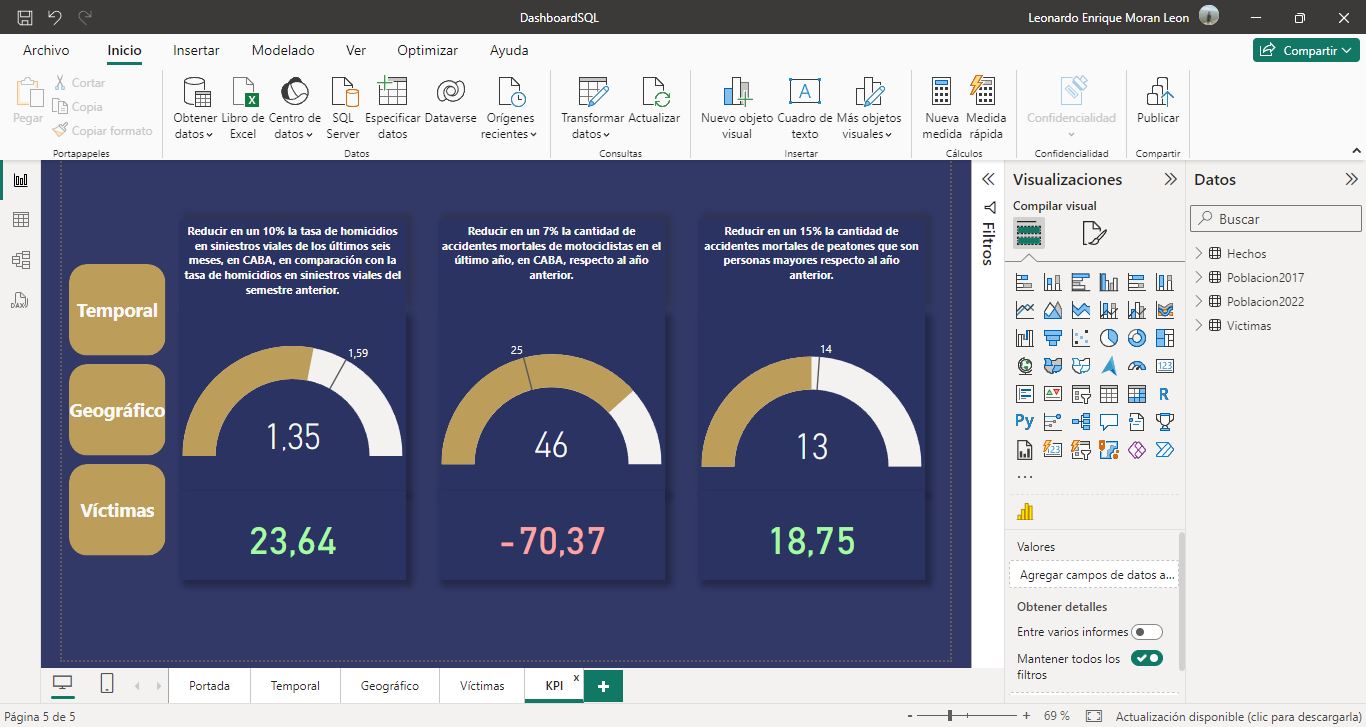 DashboardSQL
Leonardo Enrique Moran Leon
Archivo
Inicio
Insertar
Modelado
Ver
Optimizar
Ayuda
Compartir
Pegar
Cortar
Copia
Copiar formato
Portapapeles
Obtener
datos
Libro de
Excel
Centro de
datos
SQL
Server
Especificar
datos
Dataverse
Orígenes
recientes
Datos
Transformar
datos
Actualizar
Consultas
Nuevo objeto
visual
Cuadro de
texto
Más objetos
visuales
Insertar
Nueva
medida
Medida
rápida
Cálculos
Confidencialidad
Confidencialidad
Publicar
Compartir
DAX
Temporal
Geográfico
Víctimas
Reducir en un 10% la tasa de homicidios
en siniestros viales de los últimos seis
meses, en CABA, en comparación con la
tasa de homicidios en siniestros viales del
semestre anterior.
1,59
1,35
23,64
Reducir en un 7% la cantidad de
accidentes mortales de motociclistas en el
último año, en CABA, respecto al año
anterior.
25
46
-70,37
Reducir en un 15% la cantidad de
accidentes mortales de peatones que son
personas mayores respecto al año
anterior.
14
13
18,75
Filtros
Visualizaciones
Compilar visual
123
R
Py
123
...
Valores
Agregar campos de datos a...
Obtener detalles
Entre varios informes
Mantener todos los
filtros
Datos
Buscar
Hechos
Poblacion2017
Poblacion2022
Victimas
Portada
Temporal
Geográfico
Víctimas
KPI
x
+
Página 5 de 5
- + 69 %
Actualización disponible (clic para descargarla)